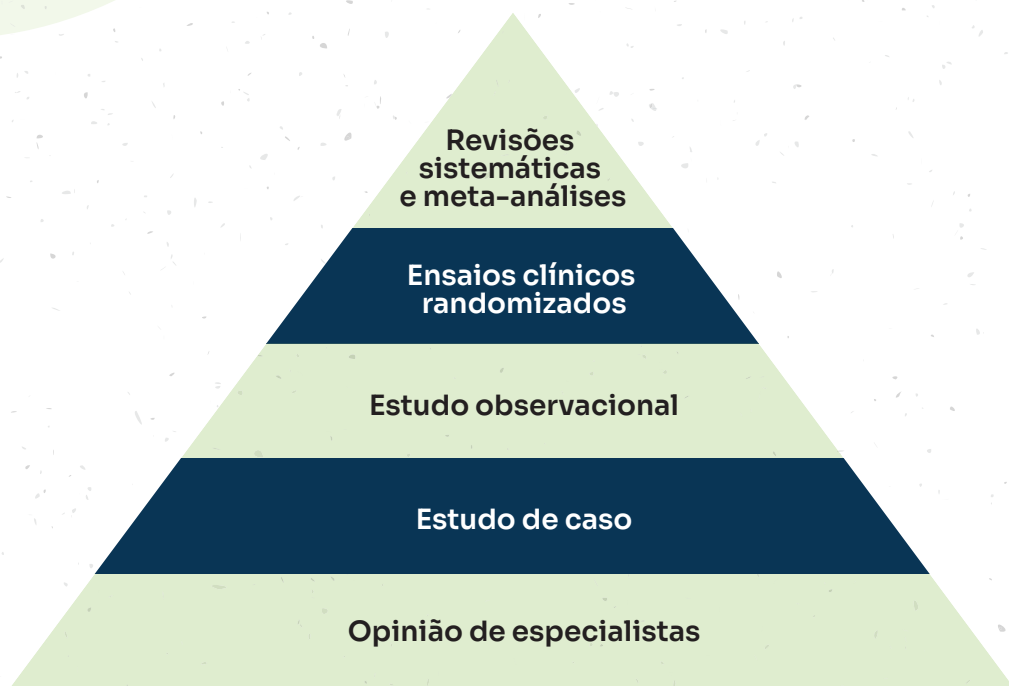 Revisões
sistemáticas
e meta-análises
Ensaios clínicos
randomizados
Estudo observacional
Estudo de caso
Opinião de especialistas